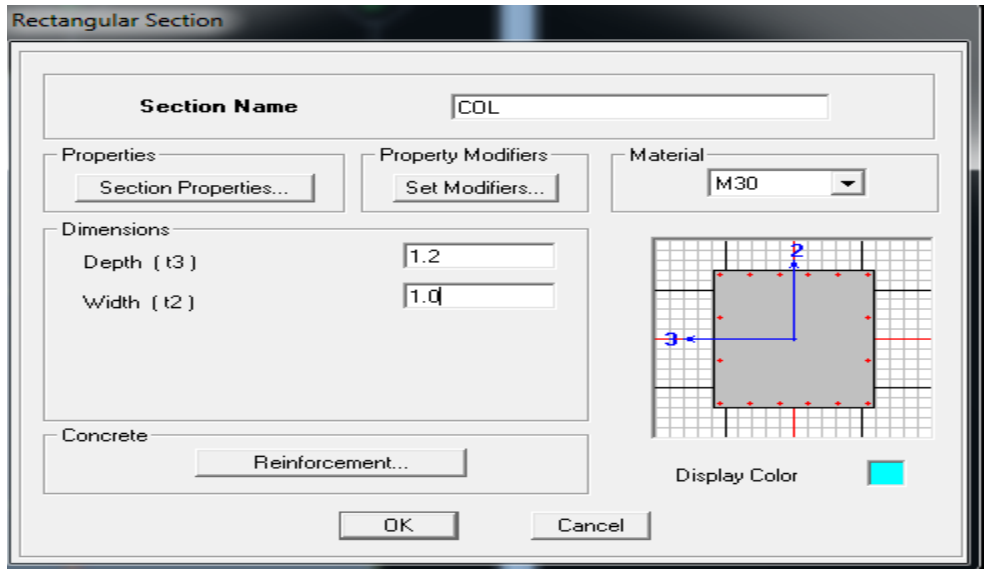 Rectangular Section
Section Name COL
Properties Property Modifiers Material
Section Properties... Set Modifiers... M30
Dimensions
Depth ( t3 ) 1.2
Width ( t2 ) 1.0
2
3
Concrete
Reinforcement...
Display Color
OK Cancel